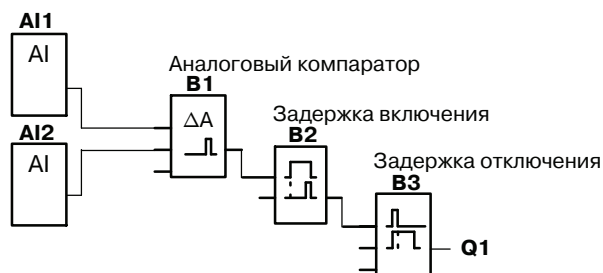 AI1
AI
Аналоговый компаратор
B1
ΔA
AI2
AI
Задержка включения
B2
Задержка отключения
B3
Q1